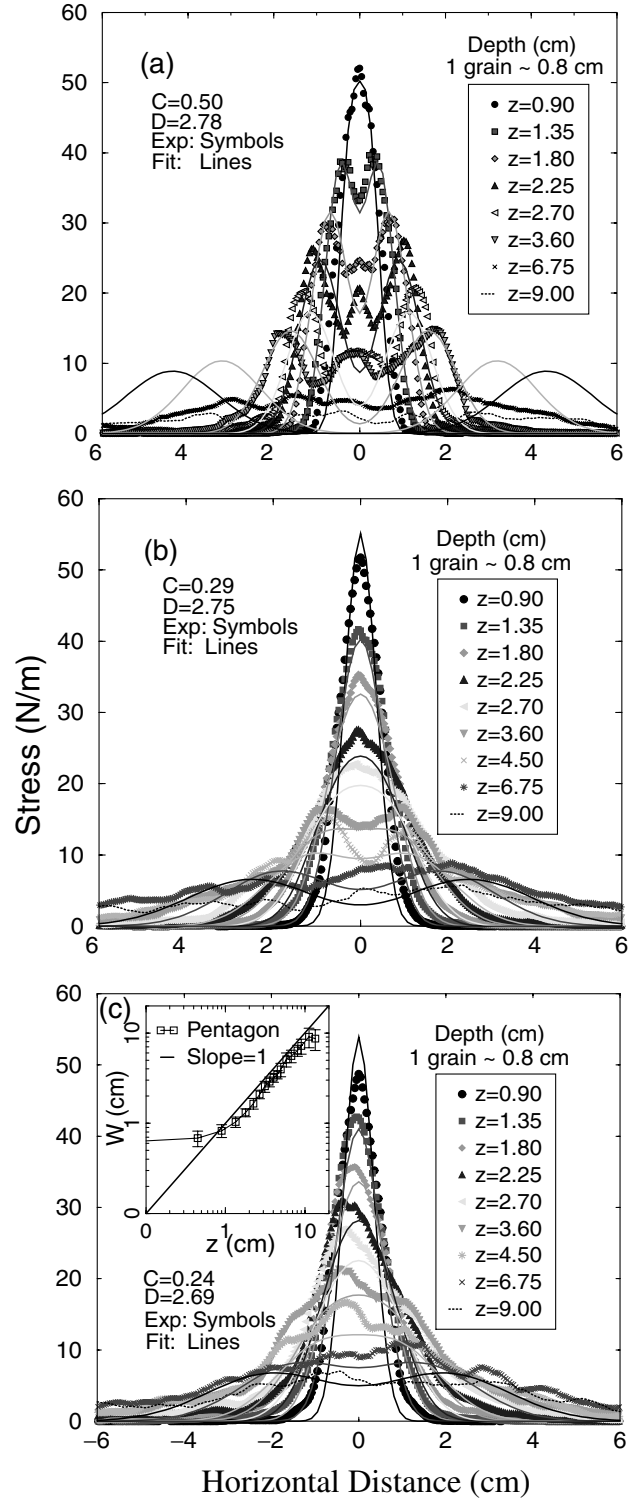 60
50
40
30
20
10
0
(a)
C=0.50
D=2.78
Exp: Symbols
Fit: Lines
Depth (cm)
1 grain ~ 0.8 cm
z=0.90
z=1.35
z=1.80
z=2.25
z=2.70
z=3.60
z=6.75
z=9.00
6 4 2 0 2 4 6
60
50
40
30
20
10
0
(b)
C=0.29
D=2.75
Exp: Symbols
Fit: Lines
Depth (cm)
1 grain ~ 0.8 cm
z=0.90
z=1.35
z=1.80
z=2.25
z=2.70
z=3.60
z=4.50
z=6.75
z=9.00
6 4 2 0 2 4 6
Stress (N/m)
60
50
40
30
20
10
0
(c)
10
1
0
W (cm)
Pentagon
Slope=1
0 1 10
z (cm)
C=0.24
D=2.69
Exp: Symbols
Fit: Lines
Depth (cm)
1 grain ~ 0.8 cm
z=0.90
z=1.35
z=1.80
z=2.25
z=2.70
z=3.60
z=4.50
z=6.75
z=9.00
−6 −4 −2 0 2 4 6
Horizontal Distance (cm)